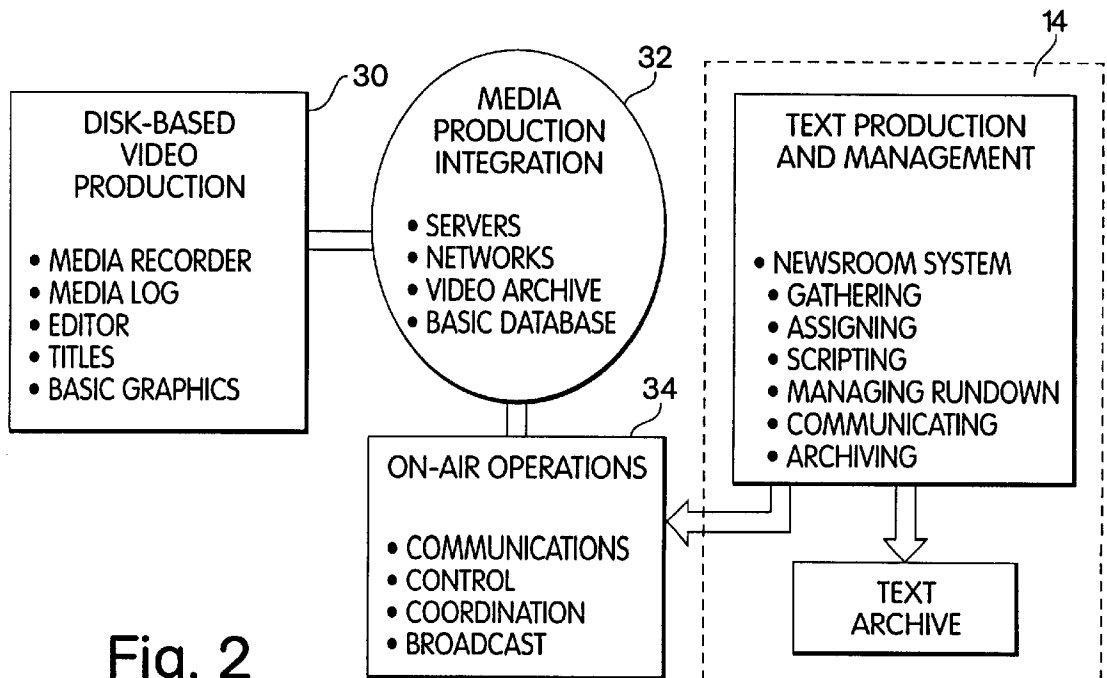 30
DISK-BASED
VIDEO
PRODUCTION
• MEDIA RECORDER
• MEDIA LOG
• EDITOR
• TITLES
• BASIC GRAPHICS
32
MEDIA
PRODUCTION
INTEGRATION
• SERVERS
• NETWORKS
• VIDEO ARCHIVE
• BASIC DATABASE
14
TEXT PRODUCTION
AND MANAGEMENT
• NEWSROOM SYSTEM
• GATHERING
• ASSIGNING
• SCRIPTING
• MANAGING RUNDOWN
• COMMUNICATING
• ARCHIVING
34
ON-AIR OPERATIONS
• COMMUNICATIONS
• CONTROL
• COORDINATION
• BROADCAST
TEXT
ARCHIVE
Fig. 2